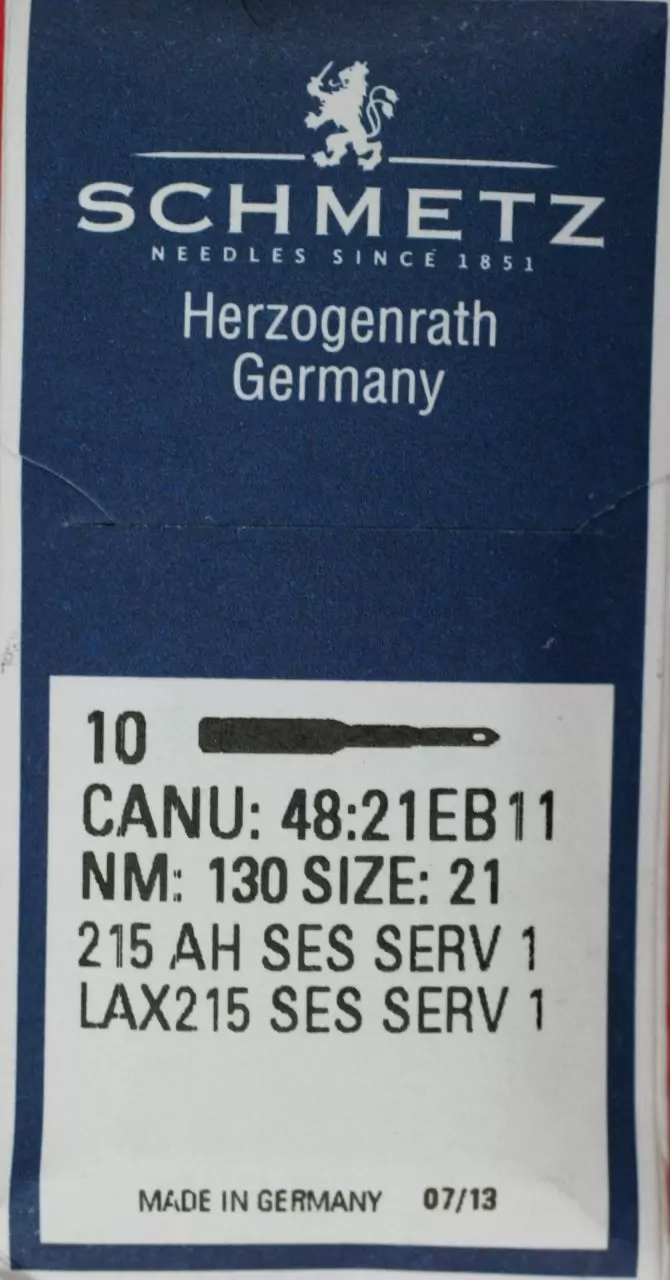 SCHMETZ
NEEDLES SINCE 1851
Herzogenrath
Germany
10
CANU: 48:21EB11
NM: 130 SIZE: 21
215 AH SES SERV 1
LAX215 SES SERV 1
MADE IN GERMANY 07/13